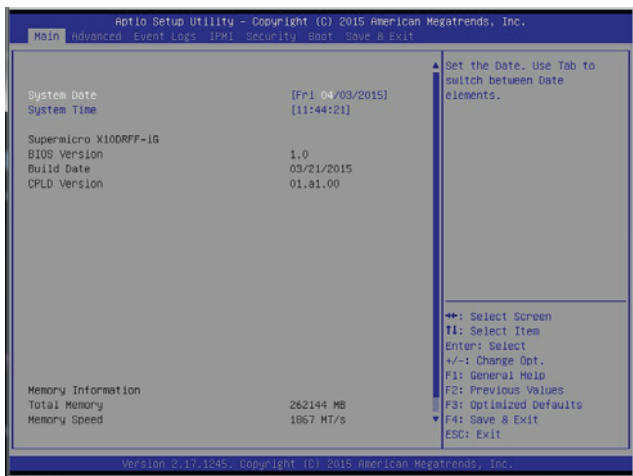 Aptio Setup Utility – Copyright (C) 2015 American Megatrends, Inc.
Main Advanced Event Logs IPMI Security Boot Save & Exit
System Date [Fri 04/03/2015]
System Time [11:44:21]
Supermicro X10DRFF-iG
BIOS Version 1.0
Build Date 03/21/2015
CPLD Version 01.a1.00
Memory Information
Total Memory 262144 MB
Memory Speed 1867 MT/s
Set the Date. Use Tab to
switch between Date
elements.
→←: Select Screen
↑↓: Select Item
Enter: Select
+/-: Change Opt.
F1: General Help
F2: Previous Values
F3: Optimized Defaults
F4: Save & Exit
ESC: Exit
Version 2.17.1245. Copyright (C) 2015 American Megatrends, Inc.